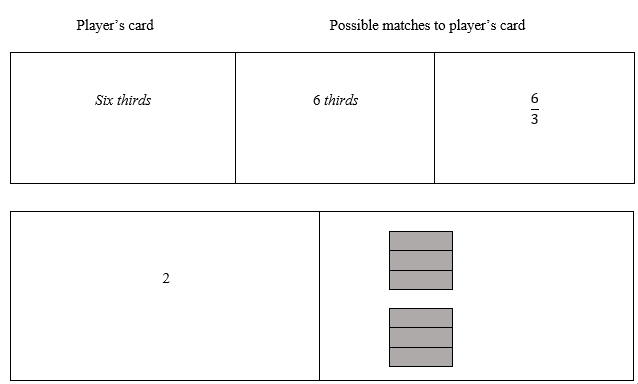 Player’s card Possible matches to player’s card
Six thirds 6 thirds 6/3
2